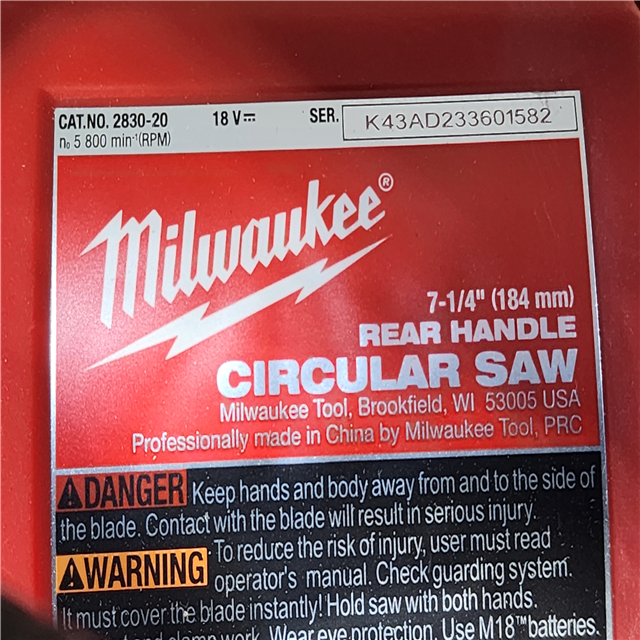 CAT.NO. 2830-20 18 V⎓ SER. K43AD233601582
n₀ 5 800 min⁻¹(RPM)
Milwaukee®
7-1/4" (184 mm)
REAR HANDLE
CIRCULAR SAW
Milwaukee Tool, Brookfield, WI 53005 USA
Professionally made in China by Milwaukee Tool, PRC
⚠DANGER Keep hands and body away from and to the side of
the blade. Contact with the blade will result in serious injury.
⚠WARNING To reduce the risk of injury, user must read
operator's manual. Check guarding system.
It must cover the blade instantly! Hold saw with both hands.
work. Wear eye protection. Use M18™ batteries.